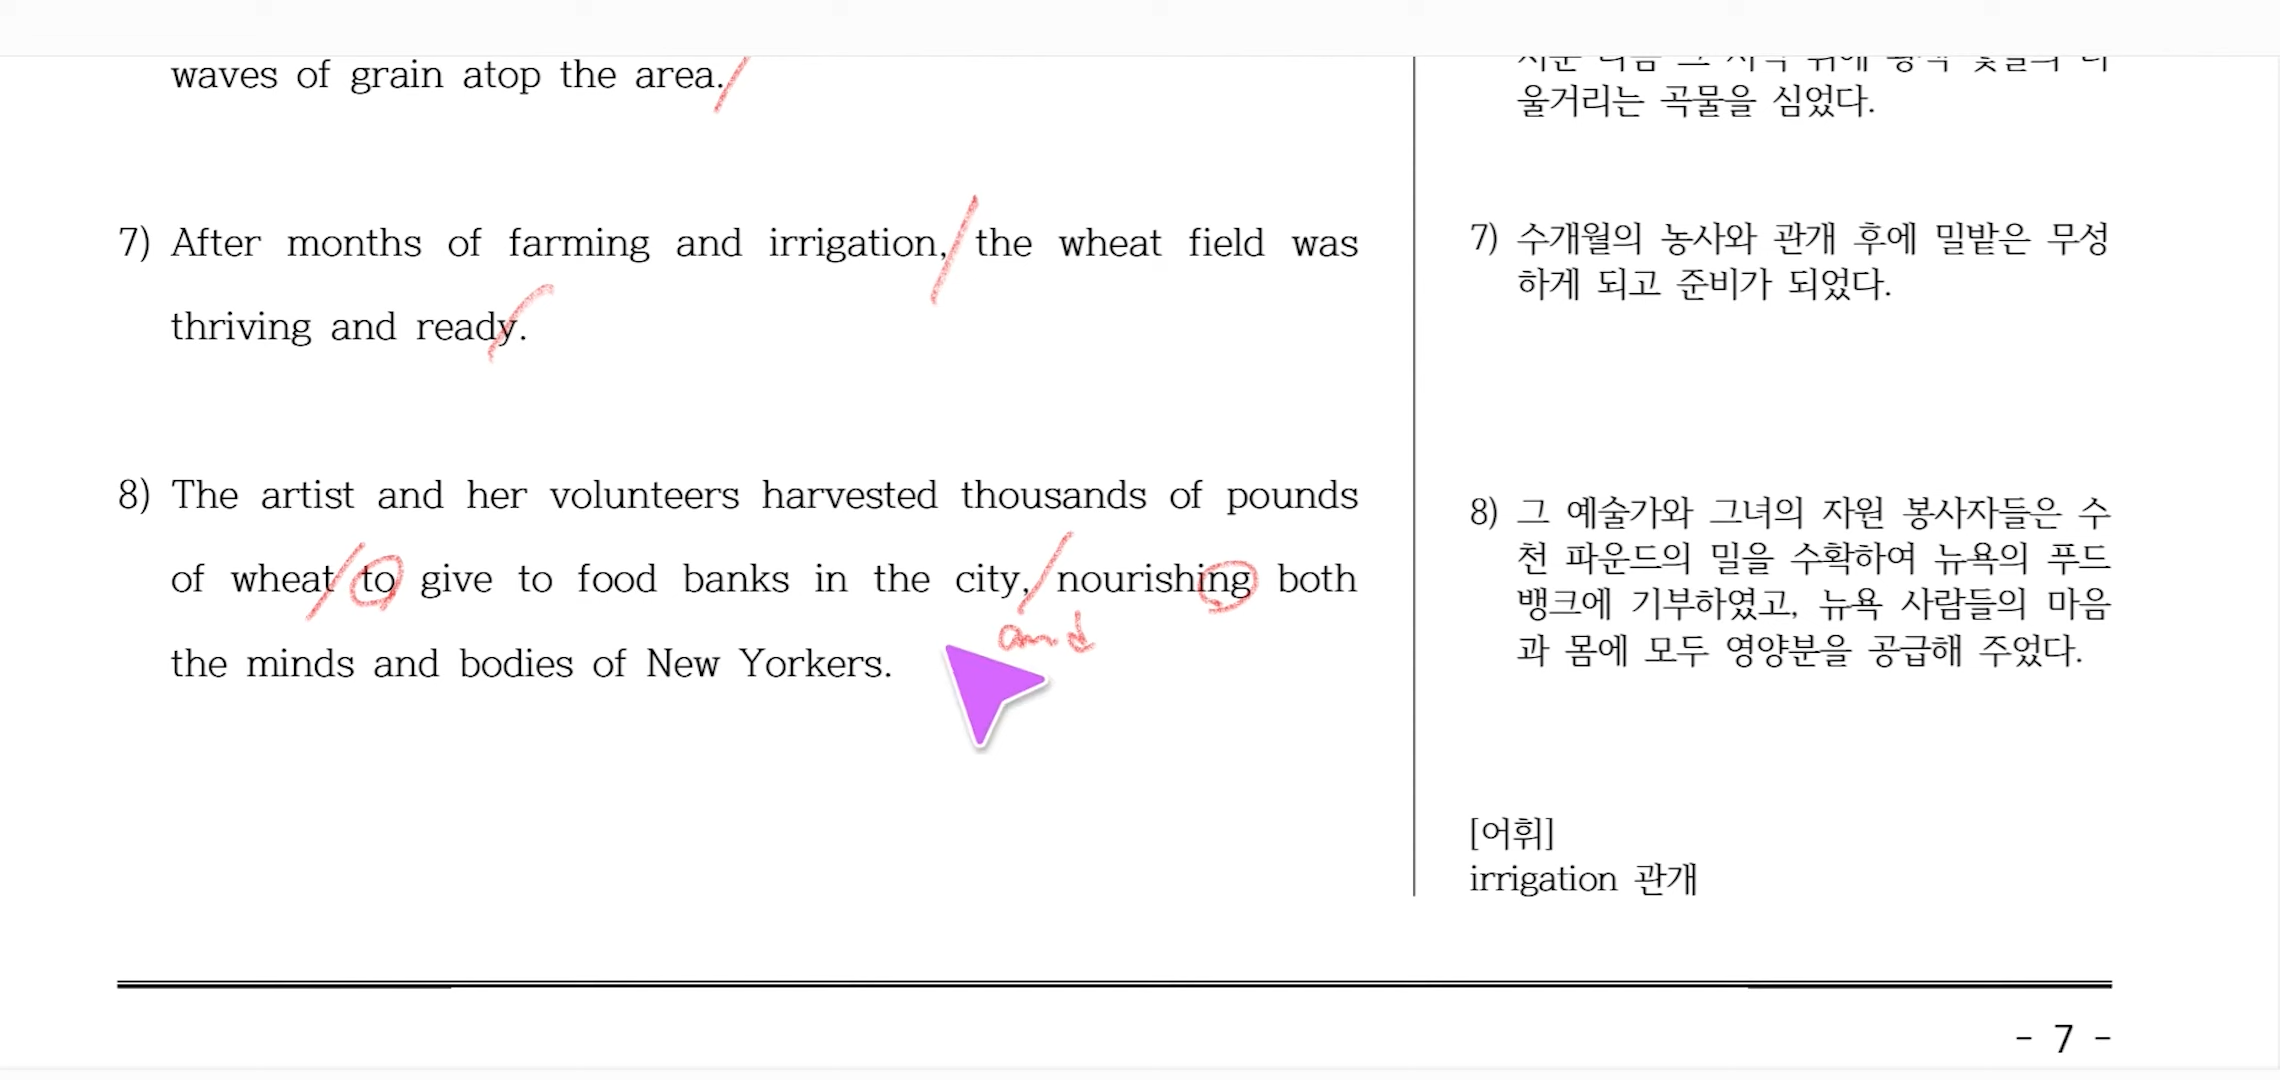 waves of grain atop the area.
울거리는 곡물을 심었다.
7) After months of farming and irrigation, the wheat field was
thriving and ready.
7) 수개월의 농사와 관개 후에 밀밭은 무성
하게 되고 준비가 되었다.
8) The artist and her volunteers harvested thousands of pounds
of wheat to give to food banks in the city, nourishing both
and
the minds and bodies of New Yorkers.
8) 그 예술가와 그녀의 자원 봉사자들은 수
천 파운드의 밀을 수확하여 뉴욕의 푸드
뱅크에 기부하였고, 뉴욕 사람들의 마음
과 몸에 모두 영양분을 공급해 주었다.
[어휘]
irrigation 관개
- 7 -